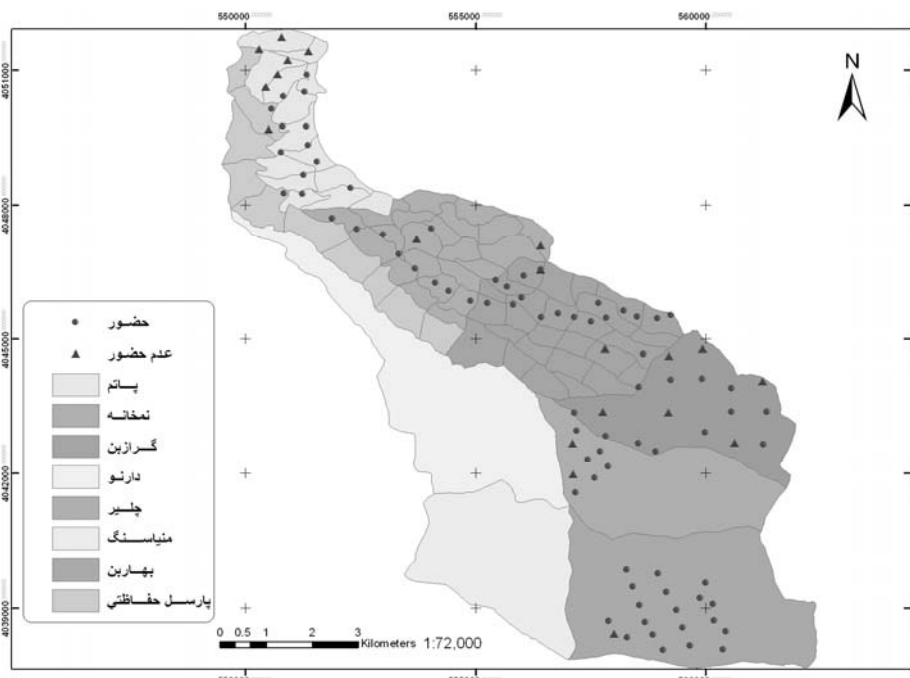 550000 555000 560000
N
4051000
4048000
4045000
4042000
4039000
حضور
عدم حضور
پاتم
نمخانه
گرازبن
دارنو
چلیر
منیاسنگ
بهاربن
پارسل حفاظتي
0 0.5 1 2 3
Kilometers 1:72,000